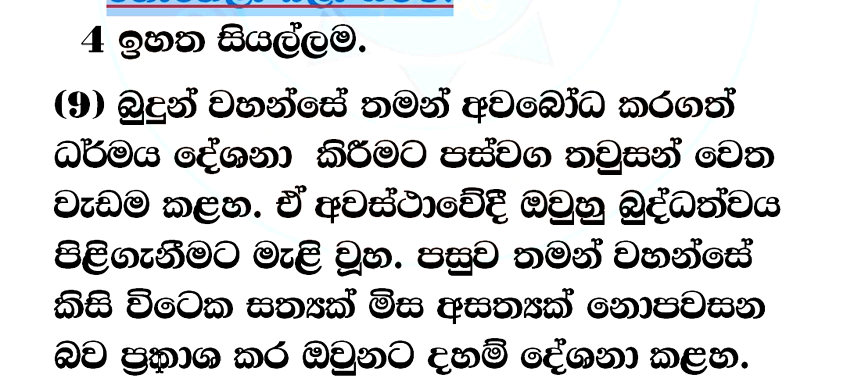 4 ඉහත සියල්ලම.
(9) බුදුන් වහන්සේ තමන් අවබෝධ කරගත්
ධර්මය දේශනා කිරීමට පස්වග තවුසන් වෙත
වැඩම කළහ. ඒ අවස්ථාවේදී ඔවුහු බුද්ධත්වය
පිළිගැනීමට මැළි වූහ. පසුව තමන් වහන්සේ
කිසි විටෙක සත්‍යක් මිස අසත්‍යක් නොපවසන
බව ප්‍රකාශ කර ඔවුනට දහම් දේශනා කළහ.